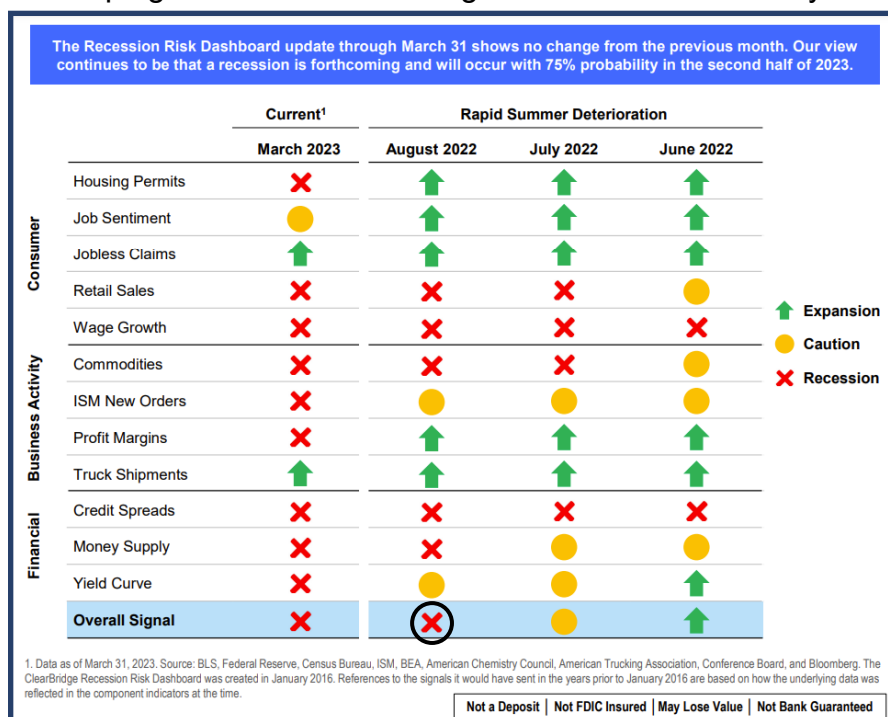 The Recession Risk Dashboard update through March 31 shows no change from the previous month. Our view
continues to be that a recession is forthcoming and will occur with 75% probability in the second half of 2023.
Current¹ Rapid Summer Deterioration
March 2023 August 2022 July 2022 June 2022
Consumer
Housing Permits
Job Sentiment
Jobless Claims
Retail Sales
Wage Growth
Business Activity
Commodities
ISM New Orders
Profit Margins
Truck Shipments
Financial
Credit Spreads
Money Supply
Yield Curve
Overall Signal
Expansion
Caution
Recession
1. Data as of March 31, 2023. Source: BLS, Federal Reserve, Census Bureau, ISM, BEA, American Chemistry Council, American Trucking Association, Conference Board, and Bloomberg. The
ClearBridge Recession Risk Dashboard was created in January 2016. References to the signals it would have sent in the years prior to January 2016 are based on how the underlying data was
reflected in the component indicators at the time.
Not a Deposit | Not FDIC Insured | May Lose Value | Not Bank Guaranteed